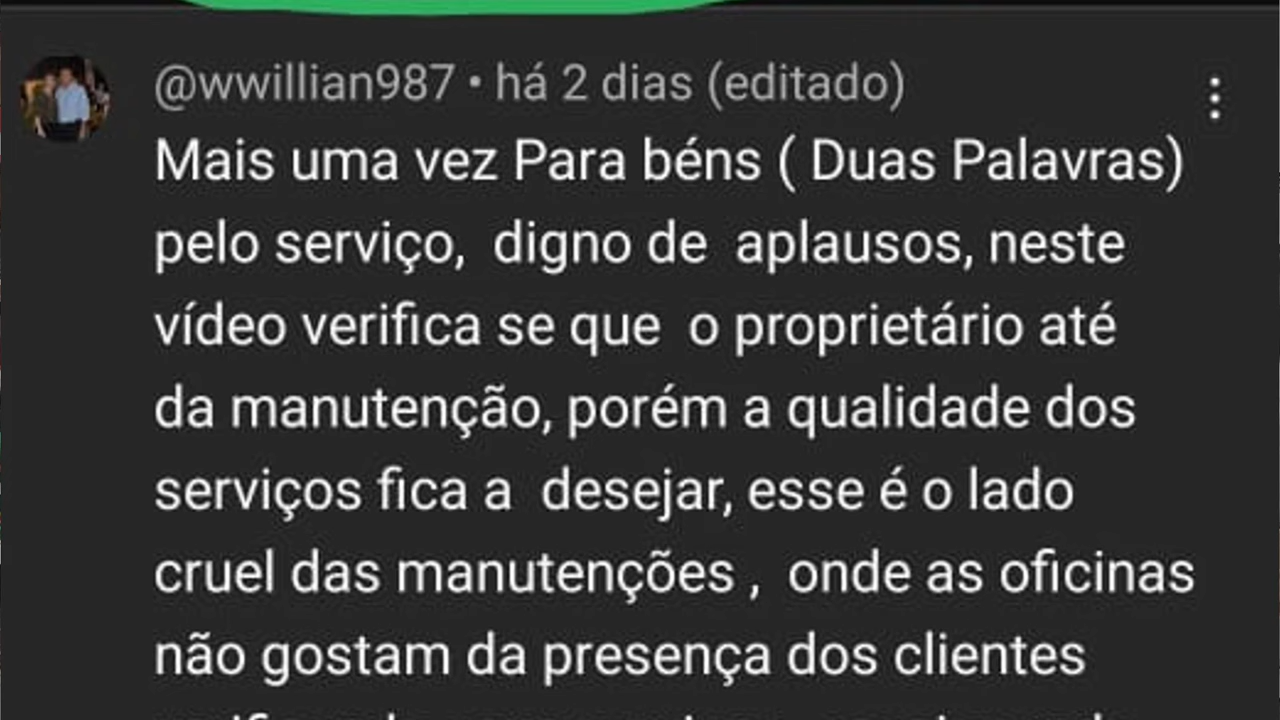 @wwillian987 • há 2 dias (editado)
Mais uma vez Para béns ( Duas Palavras)
pelo serviço,  digno de  aplausos, neste
vídeo verifica se que  o proprietário até
da manutenção, porém a qualidade dos
serviços fica a  desejar, esse é o lado
cruel das manutenções ,  onde as oficinas
não gostam da presença dos clientes